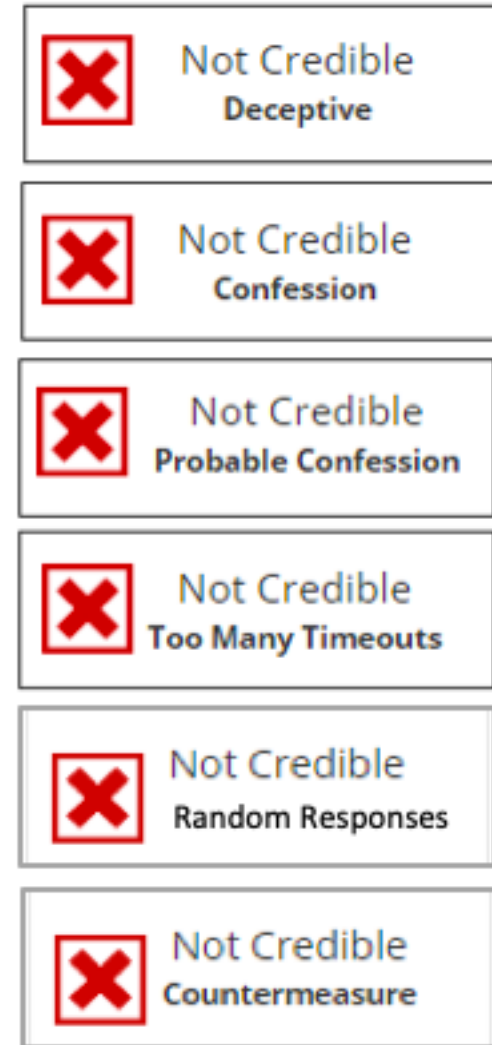 Not Credible
Deceptive
Not Credible
Confession
Not Credible
Probable Confession
Not Credible
Too Many Timeouts
Not Credible
Random Responses
Not Credible
Countermeasure